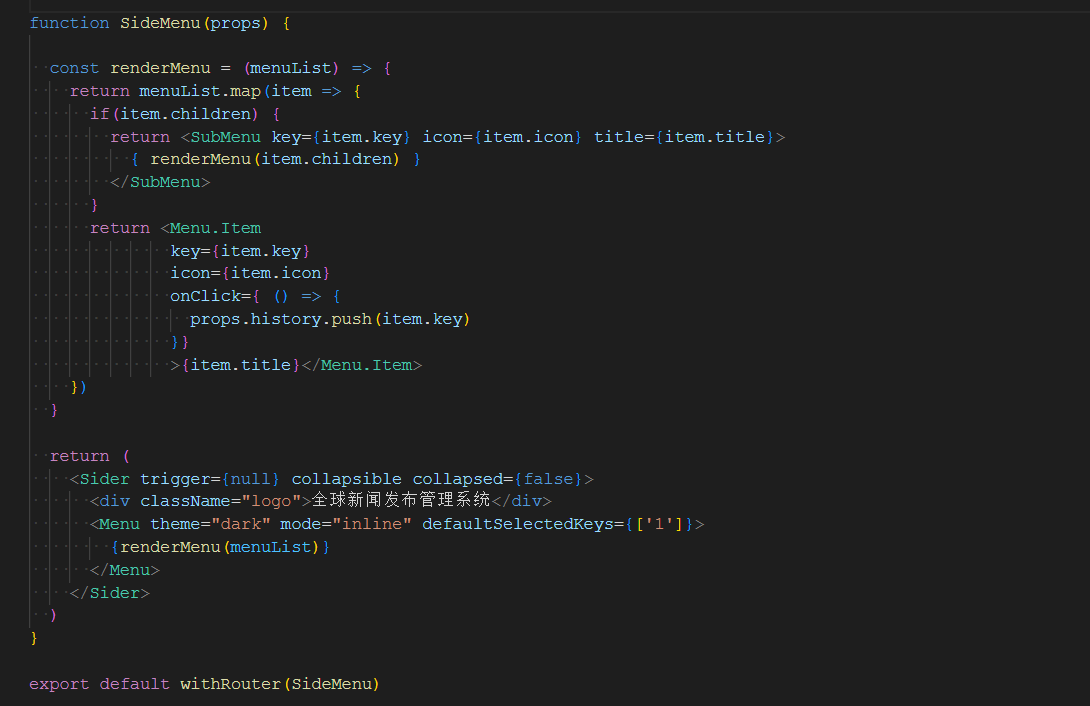 function SideMenu(props) {
const renderMenu = (menuList) => {
return menuList.map(item => {
if(item.children) {
return <SubMenu key={item.key} icon={item.icon} title={item.title}>
{ renderMenu(item.children) }
</SubMenu>
}
return <Menu.Item
key={item.key}
icon={item.icon}
onClick={ () => {
props.history.push(item.key)
}}
>{item.title}</Menu.Item>
})
}
return (
<Sider trigger={null} collapsible collapsed={false}>
<div className="logo">全球新闻发布管理系统</div>
<Menu theme="dark" mode="inline" defaultSelectedKeys={['1']}>
{renderMenu(menuList)}
</Menu>
</Sider>
)
}
export default withRouter(SideMenu)